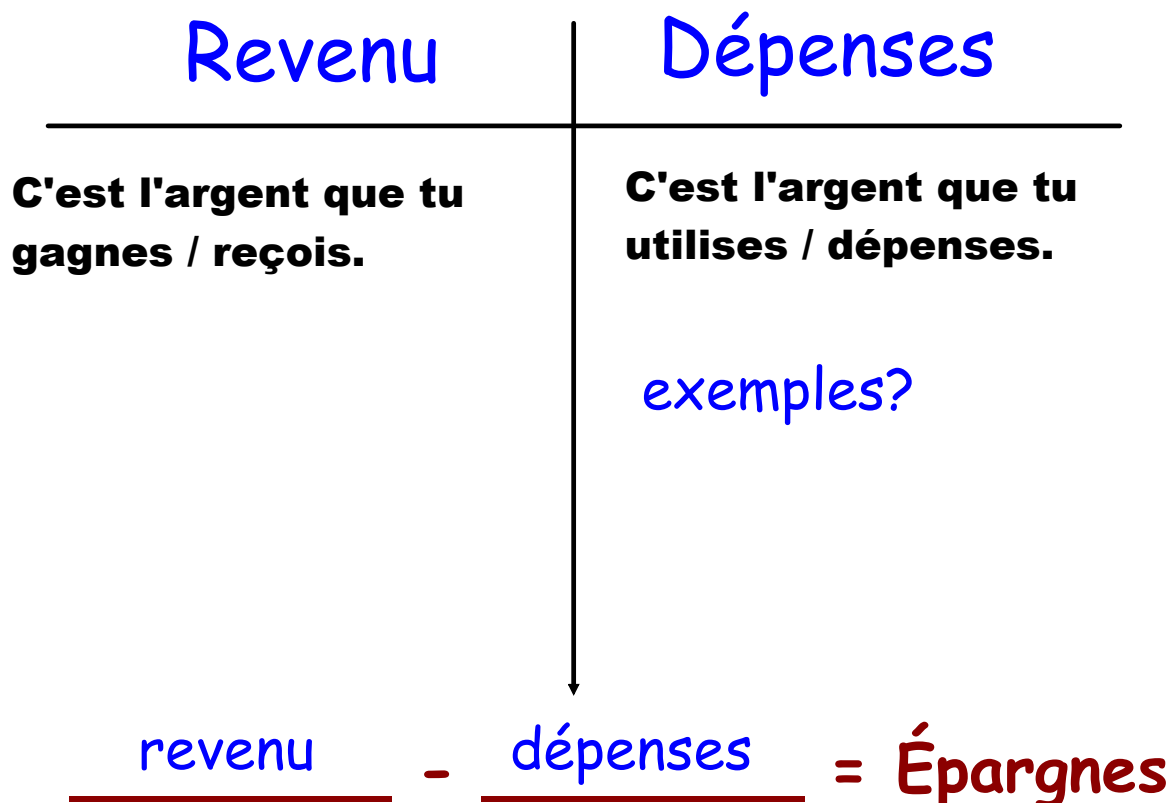 Revenu
Dépenses
C'est l'argent que tu
gagnes / reçois.
C'est l'argent que tu
utilises / dépenses.
exemples?
revenu - dépenses = Épargnes